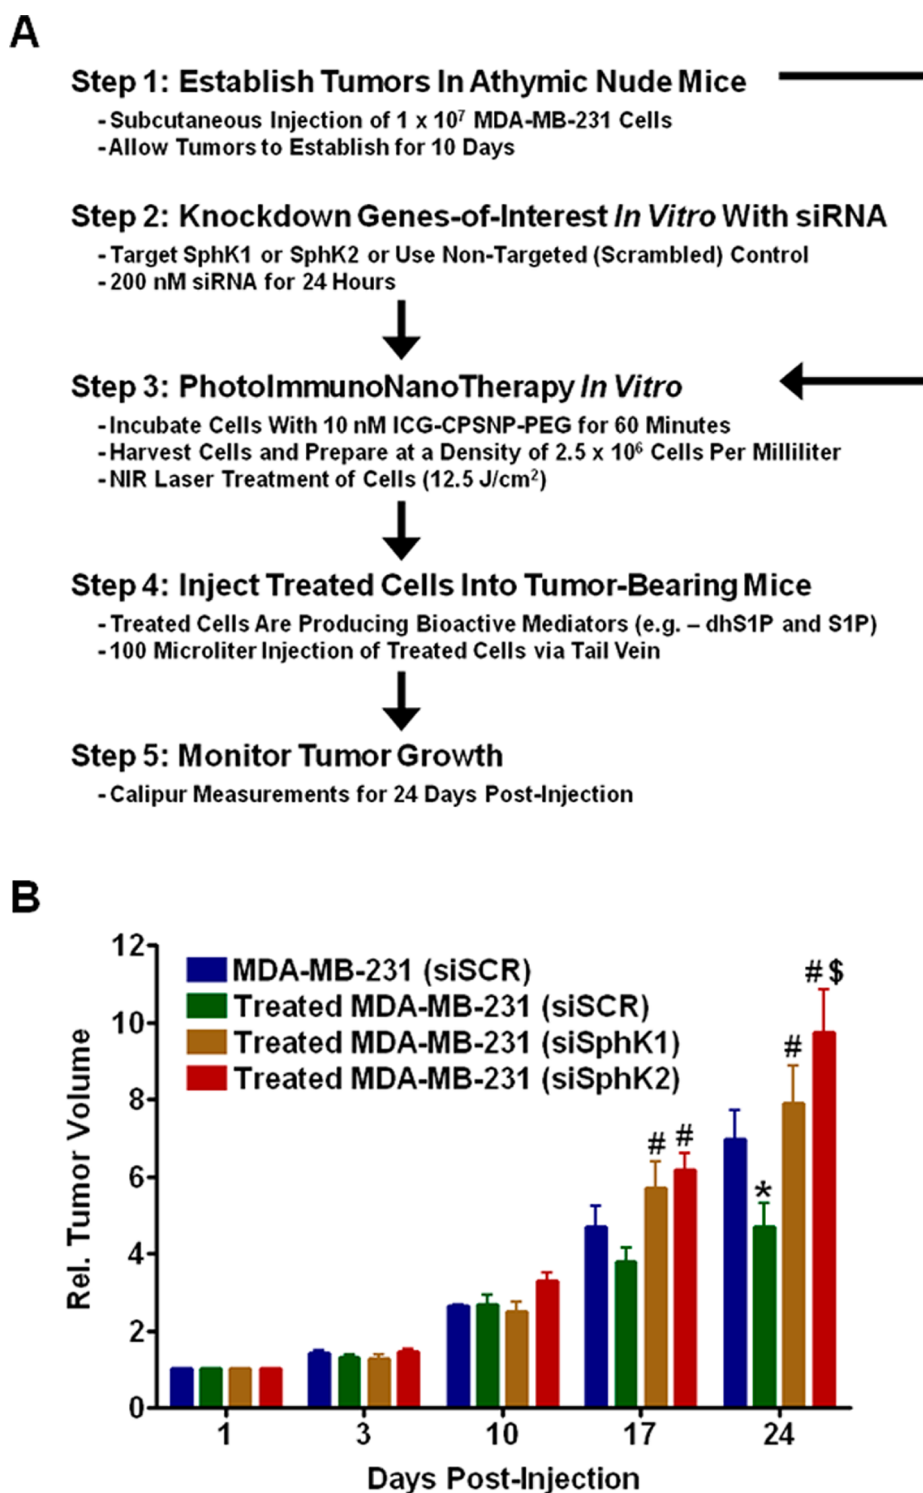 A
Step 1: Establish Tumors In Athymic Nude Mice
- Subcutaneous Injection of 1 x 10⁷ MDA-MB-231 Cells
- Allow Tumors to Establish for 10 Days
Step 2: Knockdown Genes-of-Interest In Vitro With siRNA
- Target SphK1 or SphK2 or Use Non-Targeted (Scrambled) Control
- 200 nM siRNA for 24 Hours
Step 3: PhotoImmunoNanoTherapy In Vitro
- Incubate Cells With 10 nM ICG-CPSNP-PEG for 60 Minutes
- Harvest Cells and Prepare at a Density of 2.5 x 10⁶ Cells Per Milliliter
- NIR Laser Treatment of Cells (12.5 J/cm²)
Step 4: Inject Treated Cells Into Tumor-Bearing Mice
- Treated Cells Are Producing Bioactive Mediators (e.g. – dhS1P and S1P)
- 100 Microliter Injection of Treated Cells via Tail Vein
Step 5: Monitor Tumor Growth
- Calipur Measurements for 24 Days Post-Injection
B
Rel. Tumor Volume
12
10
8
6
4
2
0
MDA-MB-231 (siSCR)
Treated MDA-MB-231 (siSCR)
Treated MDA-MB-231 (siSphK1)
Treated MDA-MB-231 (siSphK2)
# #
*
#
# $
1 3 10 17 24
Days Post-Injection